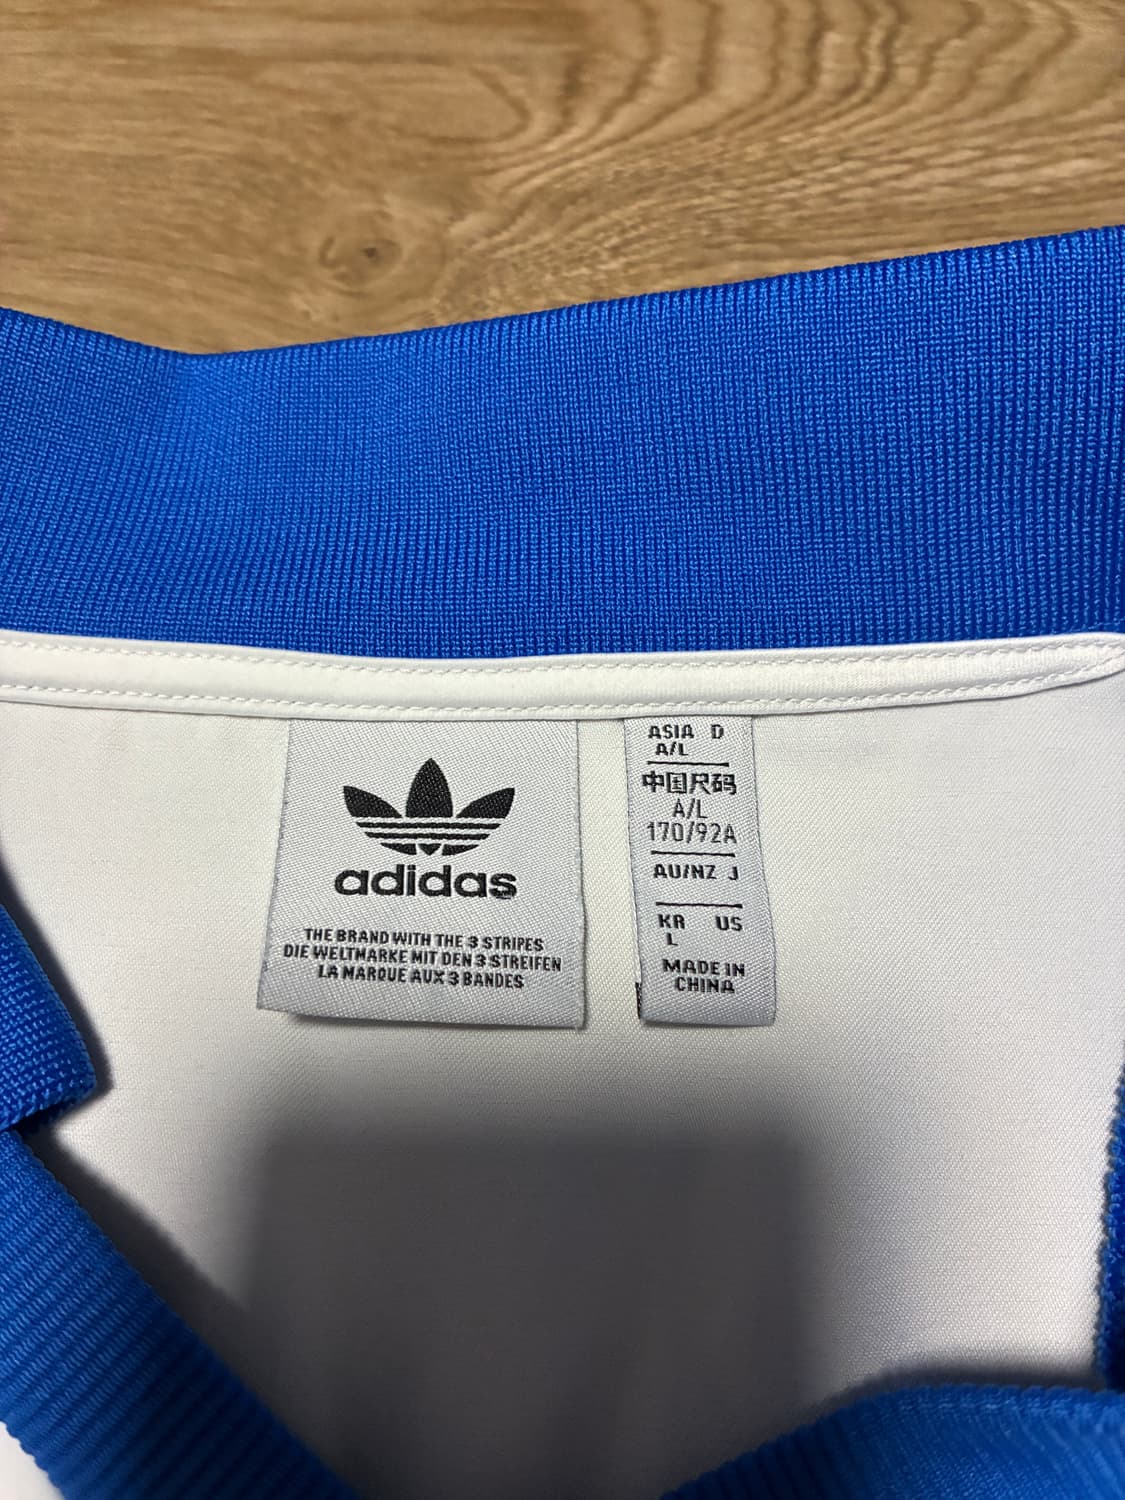 adidas
THE BRAND WITH THE 3 STRIPES
DIE WELTMARKE MIT DEN 3 STREIFEN
LA MARQUE AUX 3 BANDES
ASIA D
A/L
中国尺码
A/L
170/92A
AU/NZ J
KR US
L
MADE IN
CHINA